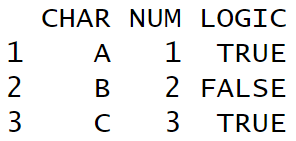 CHAR NUM LOGIC
1    A   1  TRUE
2    B   2 FALSE
3    C   3  TRUE